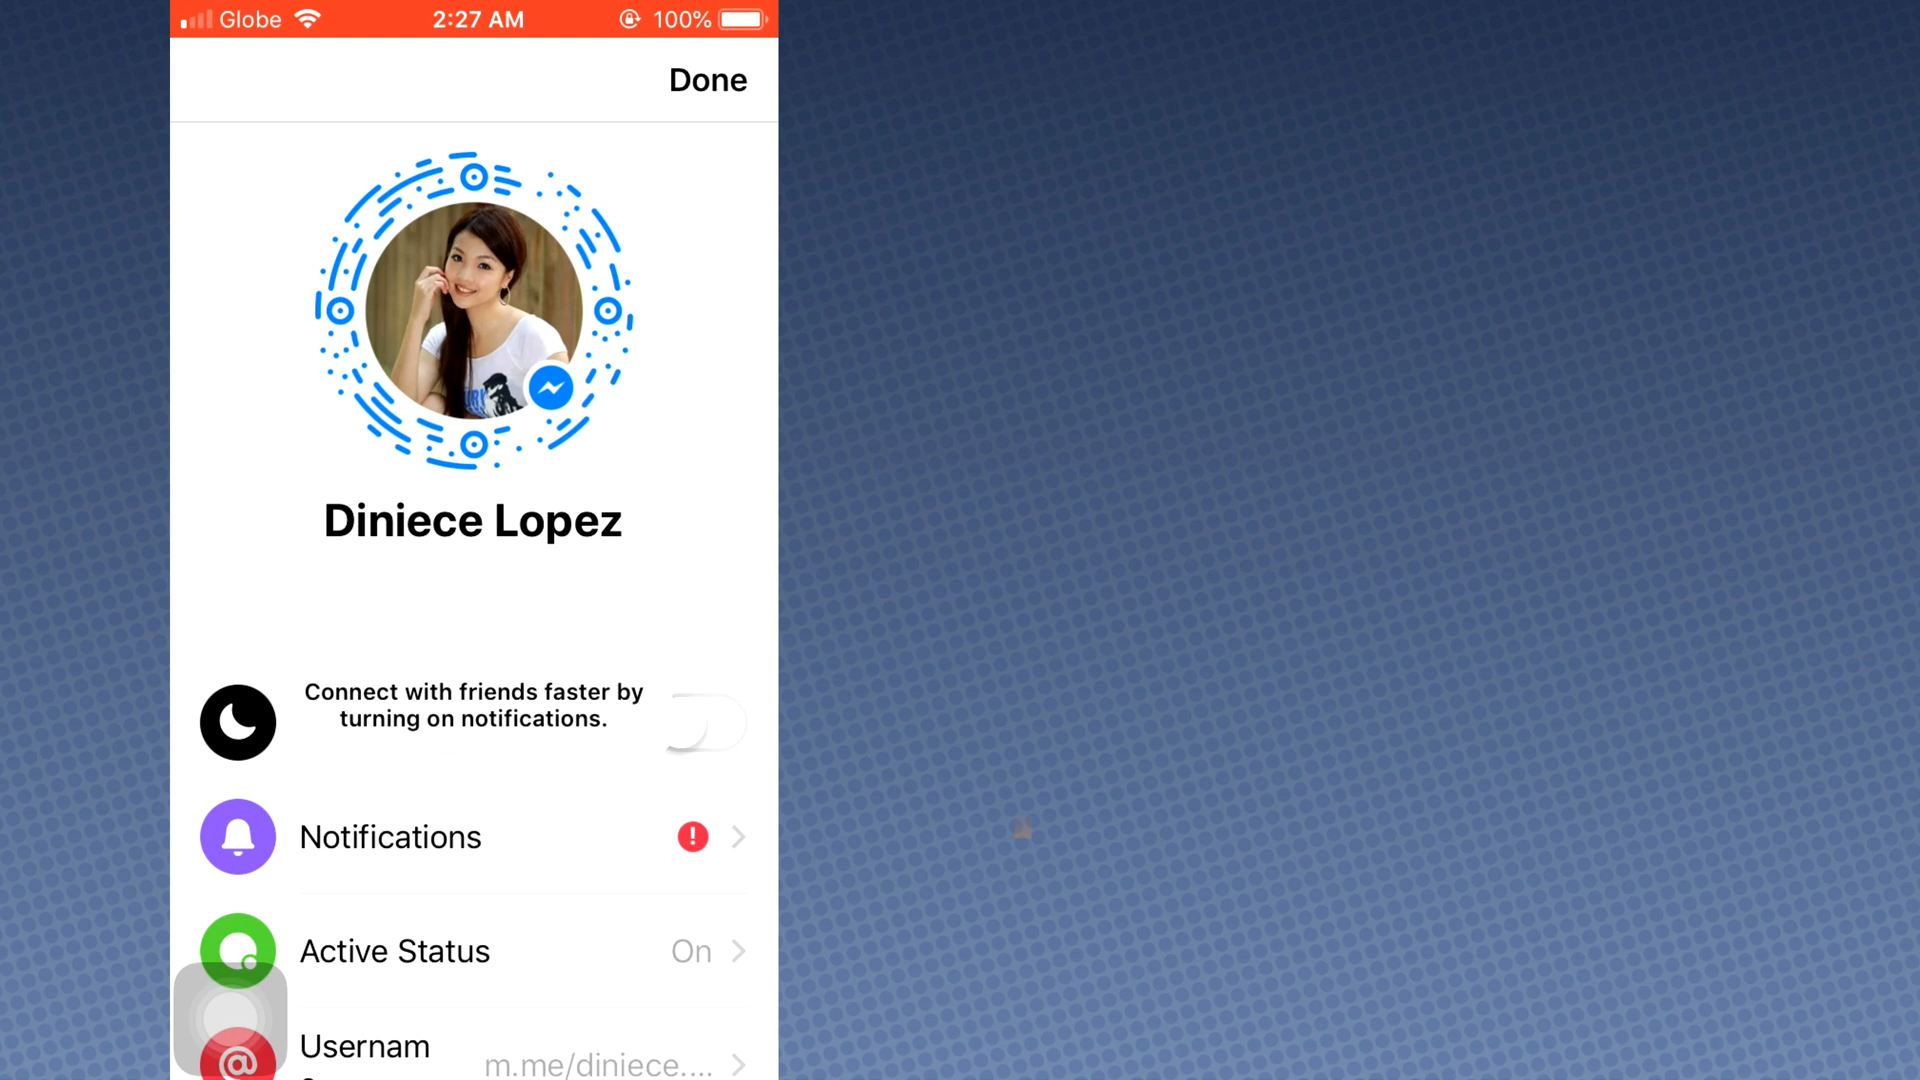 Globe 2:27 AM 100%
Done
Diniece Lopez
Connect with friends faster by
turning on notifications.
Notifications
Active Status On
Usernam
m.me/diniece....